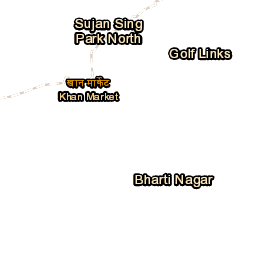 Sujan Sing
Park North
Golf Links
खान मार्केट
Khan Market
Bharti Nagar